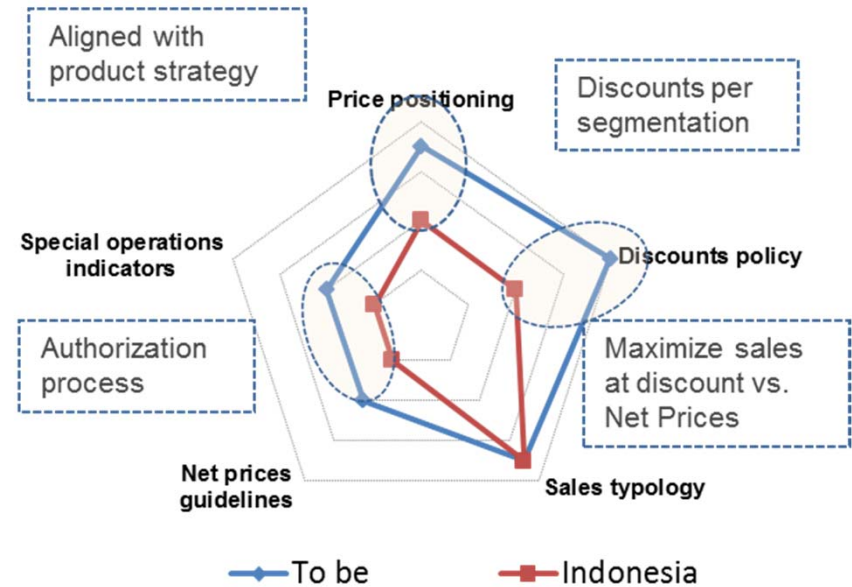 Aligned with
product strategy
Price positioning
Discounts per
segmentation
Special operations
indicators
Discounts policy
Authorization
process
Maximize sales
at discount vs.
Net Prices
Net prices
guidelines
Sales typology
To be
Indonesia